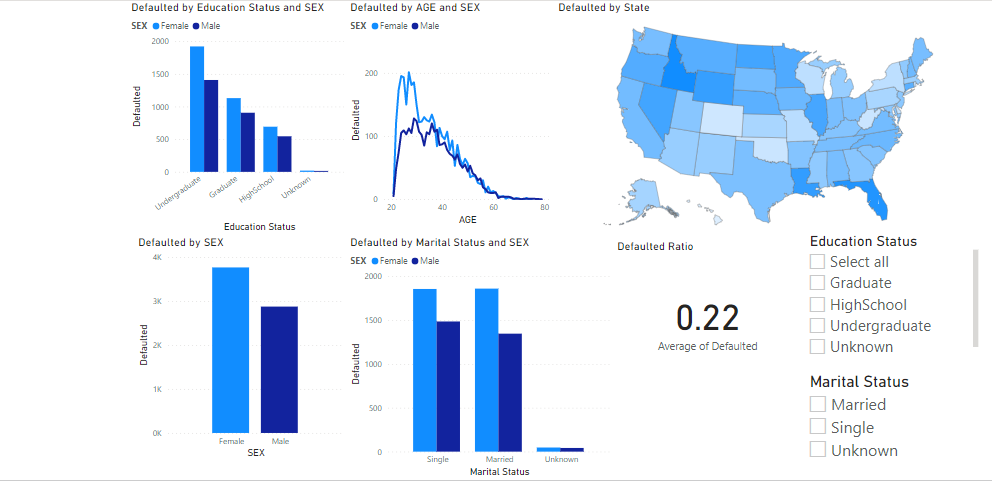 Defaulted by Education Status and SEX
SEX Female Male
2000
1500
1000
500
0
Defaulted
Undergraduate
Graduate
HighSchool
Unknown
Education Status
Defaulted by AGE and SEX
SEX Female Male
200
100
0
Defaulted
20 40 60 80
AGE
Defaulted by State
Defaulted by SEX
4K
3K
2K
1K
0K
Defaulted
Female Male
SEX
Defaulted by Marital Status and SEX
SEX Female Male
2000
1500
1000
500
0
Defaulted
Single Married Unknown
Marital Status
Defaulted Ratio
0.22
Average of Defaulted
Education Status
Select all
Graduate
HighSchool
Undergraduate
Unknown
Marital Status
Married
Single
Unknown